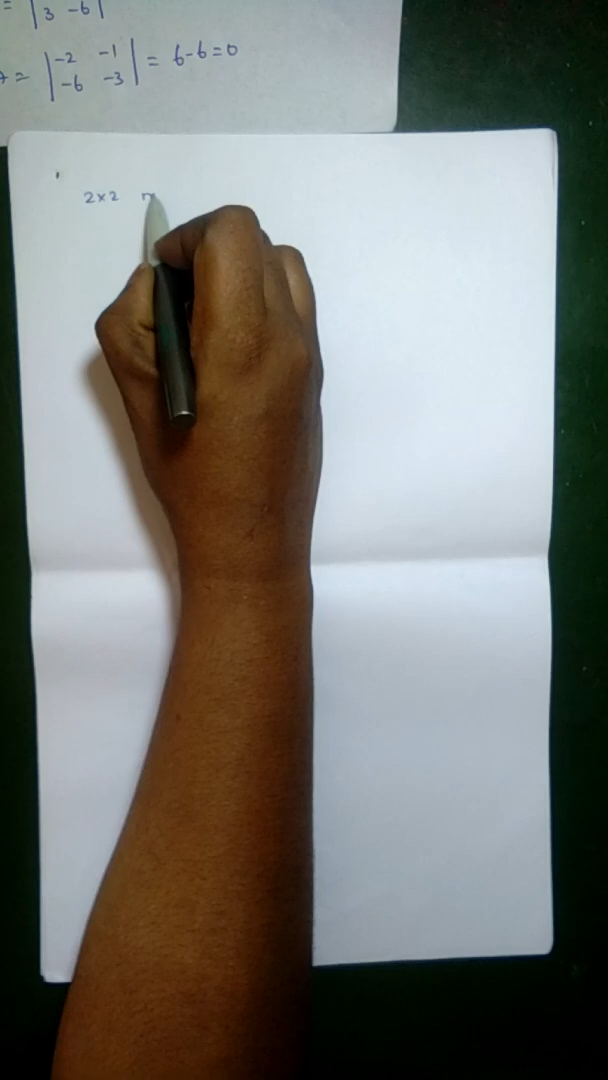 = |3 -6|
= |-2 -1| = 6-6=0
|-6 -3|
2×2